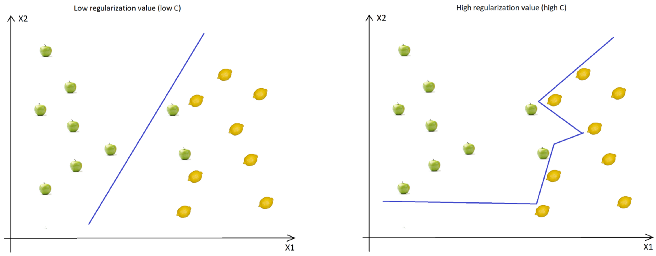 Low regularization value (low C)
X2
X1
High regularization value (high C)
X2
X1